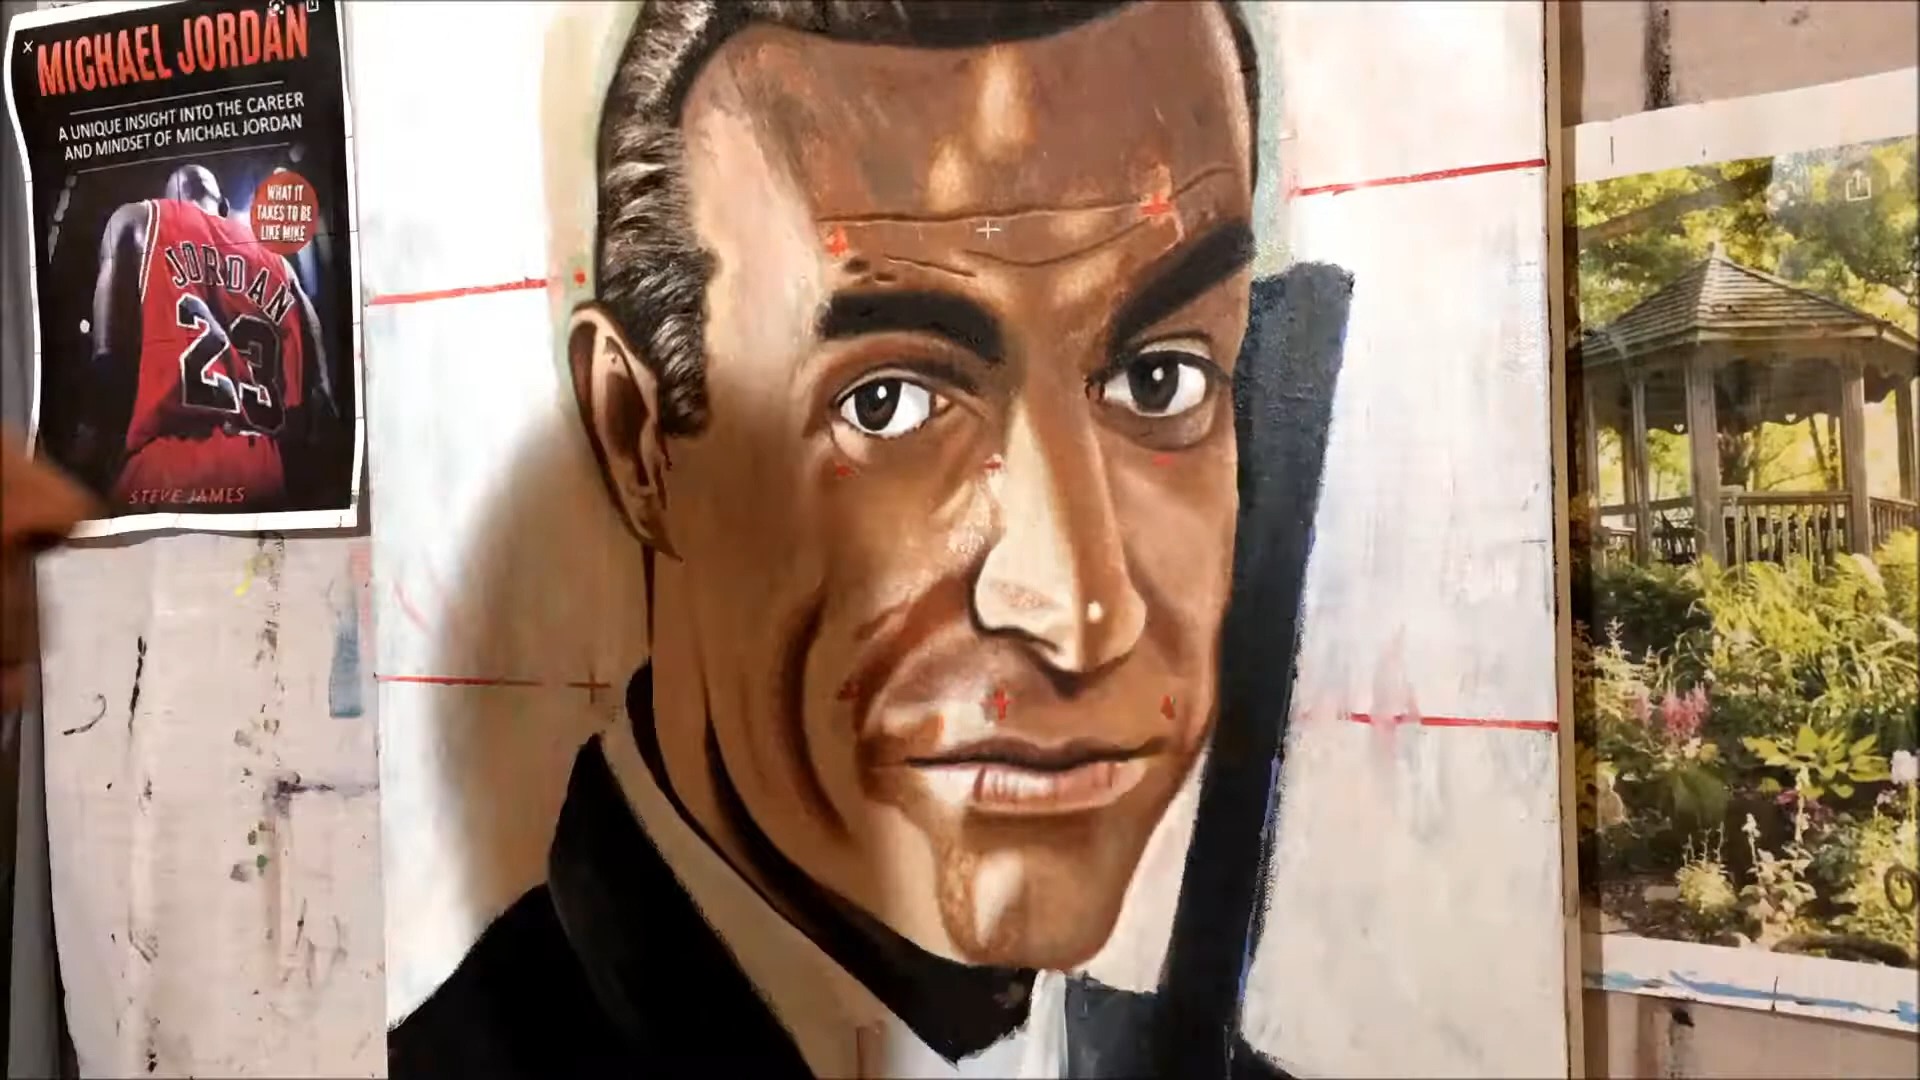 MICHAEL JORDAN
A UNIQUE INSIGHT INTO THE CAREER
AND MINDSET OF MICHAEL JORDAN
WHAT IT
TAKES TO BE
LIKE MIKE
JORDAN
23
STEVE JAMES